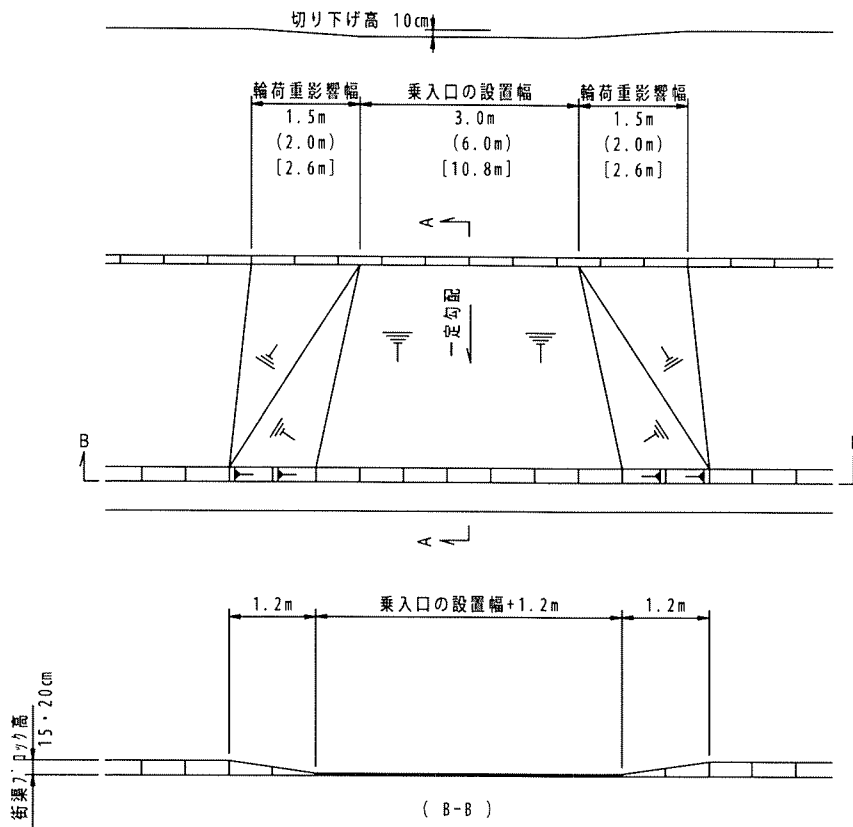 切り下げ高 10cm
輪荷重影響幅 乗入口の設置幅 輪荷重影響幅
1.5m 3.0m 1.5m
(2.0m) (6.0m) (2.0m)
[2.6m] [10.8m] [2.6m]
A
一定勾配
B
A
1.2m 乗入口の設置幅+1.2m 1.2m
街渠ブロック高
15・20cm
( B-B )